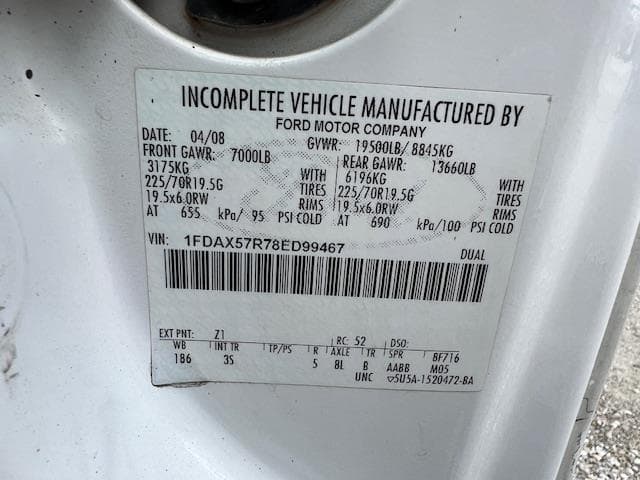 INCOMPLETE VEHICLE MANUFACTURED BY
FORD MOTOR COMPANY
DATE: 04/08 GVWR: 19500LB/ 8845KG
FRONT GAWR: 7000LB REAR GAWR: 13660LB
3175KG WITH 6196KG WITH
225/70R19.5G TIRES 225/70R19.5G TIRES
19.5x6.0RW RIMS 19.5x6.0RW RIMS
AT 655 kPa/ 95 PSI COLD AT 690 kPa/100 PSI COLD
VIN: 1FDAX57R78ED99467 DUAL
EXT PNT: Z1 RC: 52 DSO:
WB INT TR TP/PS R AXLE TR SPR BF716
1B6 3S 5 8L B AABB M05
UNC 5U5A-1520472-BA